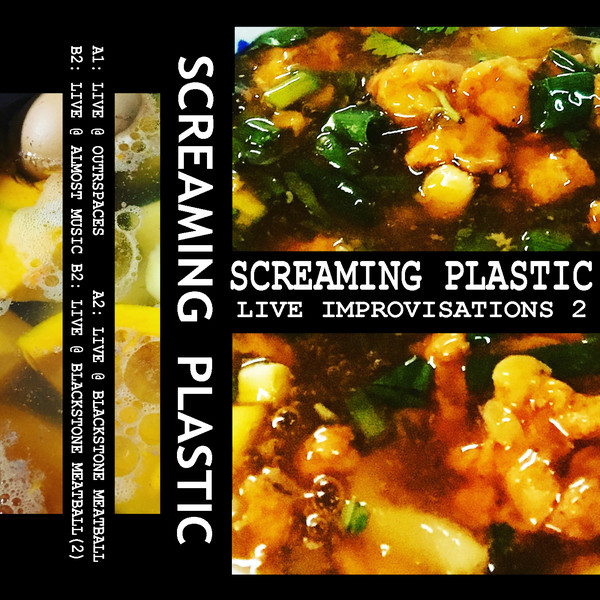 A1: LIVE @ OUTRSPACES A2: LIVE @ BLACKSTONE MEATBALL
B2: LIVE @ ALMOST MUSIC B2: LIVE @ BLACKSTONE MEATBALL(2)
SCREAMING PLASTIC
SCREAMING PLASTIC
LIVE IMPROVISATIONS 2